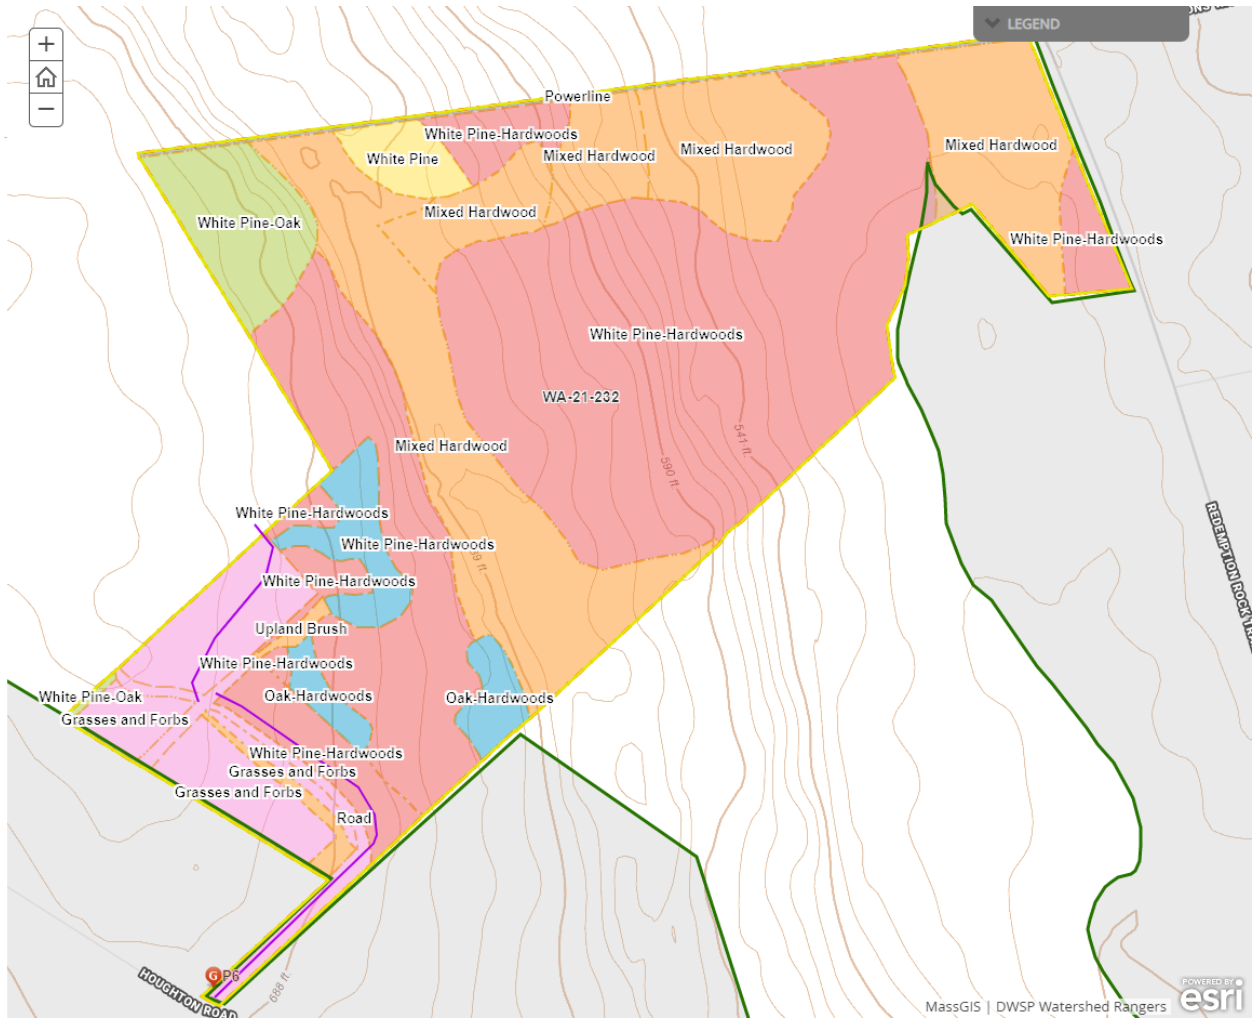 LEGEND
+
−
Powerline
White Pine-Hardwoods
White Pine
Mixed Hardwood
Mixed Hardwood
Mixed Hardwood
Mixed Hardwood
White Pine-Oak
White Pine-Hardwoods
White Pine-Hardwoods
WA-21-232
541 ft.
590 ft.
Mixed Hardwood
White Pine-Hardwoods
White Pine-Hardwoods
White Pine-Hardwoods
REDEMPTION ROCK TRA
Upland Brush
White Pine-Hardwoods
White Pine-Oak
Oak-Hardwoods
Oak-Hardwoods
Grasses and Forbs
White Pine-Hardwoods
Grasses and Forbs
Grasses and Forbs
Road
G P6
HOUGHTON ROAD
688 ft.
MassGIS | DWSP Watershed Rangers
POWERED BY
esri